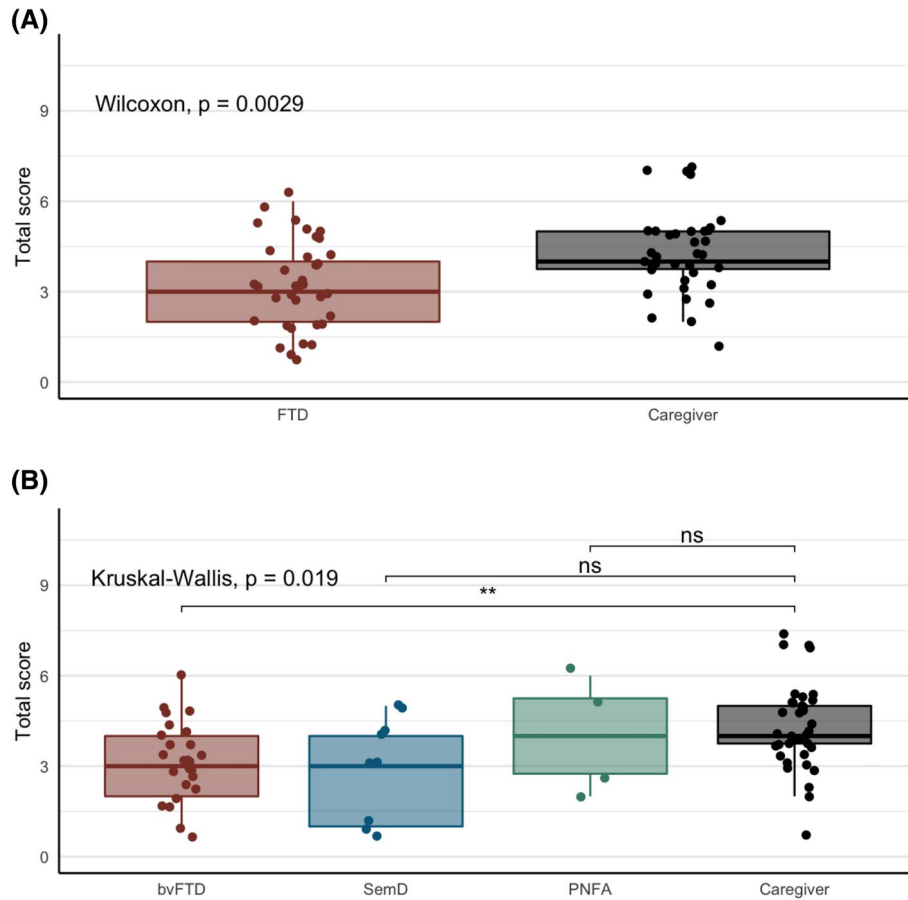 (A)
Total score
9
6
3
0
Wilcoxon, p = 0.0029
FTD Caregiver
(B)
Total score
9
6
3
0
Kruskal-Wallis, p = 0.019
ns
ns
**
bvFTD SemD PNFA Caregiver